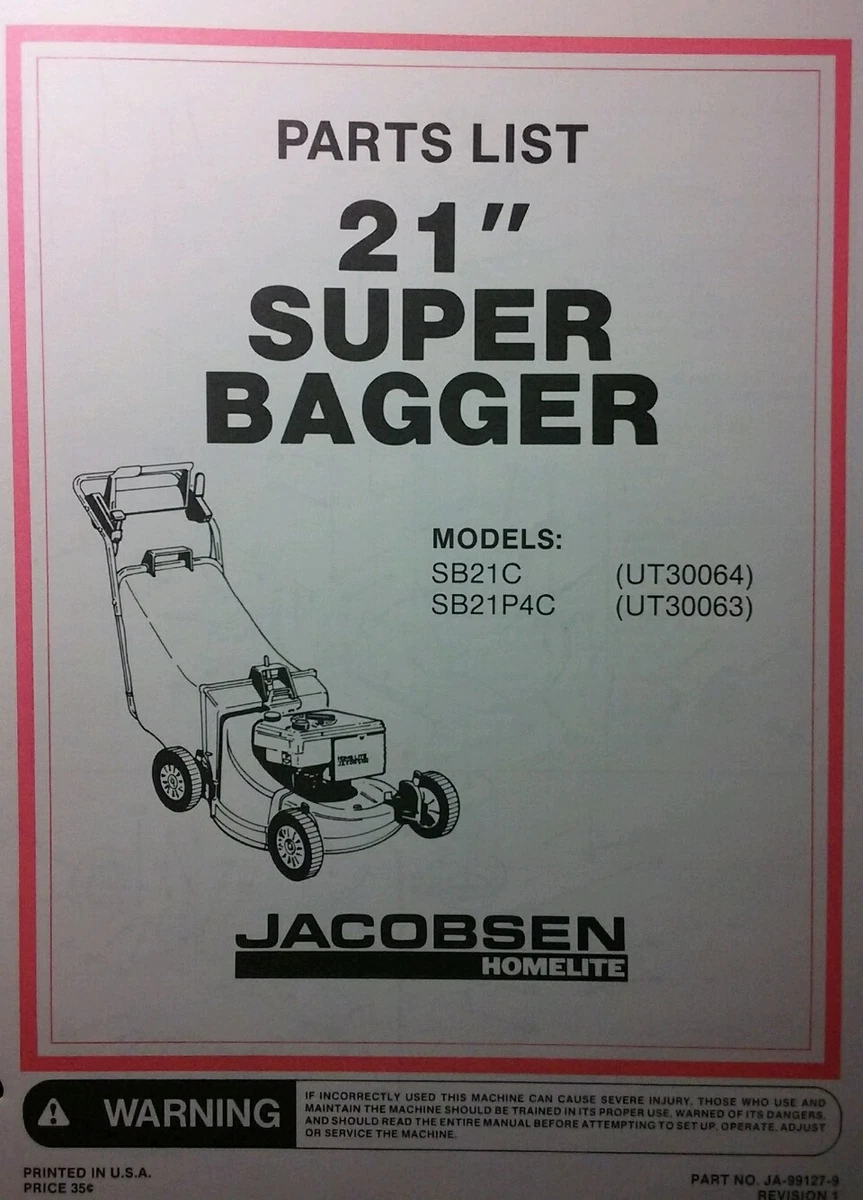 PARTS LIST
21″
SUPER
BAGGER
MODELS:
SB21C (UT30064)
SB21P4C (UT30063)
HOMELITE
JACOBSEN
JACOBSEN
HOMELITE
WARNING
IF INCORRECTLY USED THIS MACHINE CAN CAUSE SEVERE INJURY. THOSE WHO USE AND
MAINTAIN THE MACHINE SHOULD BE TRAINED IN ITS PROPER USE, WARNED OF ITS DANGERS,
AND SHOULD READ THE ENTIRE MANUAL BEFORE ATTEMPTING TO SET UP, OPERATE, ADJUST
OR SERVICE THE MACHINE.
PRINTED IN U.S.A.
PRICE 35¢
PART NO. JA-99127-9
REVISION 1